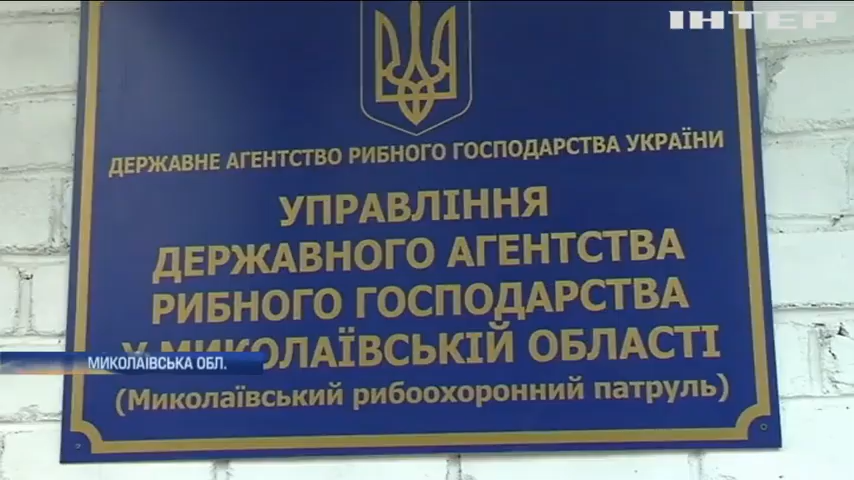 ІНТЕР
ДЕРЖАВНЕ АГЕНТСТВО РИБНОГО ГОСПОДАРСТВА УКРАЇНИ
УПРАВЛІННЯ
ДЕРЖАВНОГО АГЕНТСТВА
РИБНОГО ГОСПОДАРСТВА
У МИКОЛАЇВСЬКІЙ ОБЛАСТІ
МИКОЛАЇВСЬКА ОБЛ.
(Миколаївський рибоохоронний патруль)